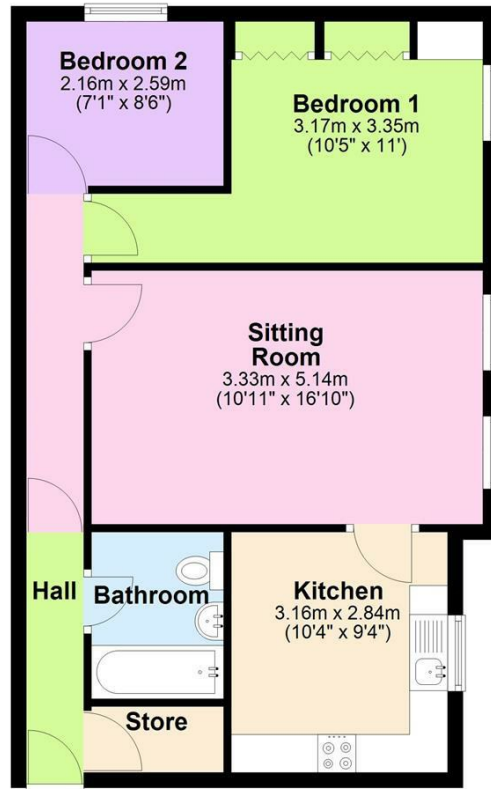 Bedroom 2
2.16m x 2.59m
(7'1" x 8'6")
Bedroom 1
3.17m x 3.35m
(10'5" x 11')
Sitting
Room
3.33m x 5.14m
(10'11" x 16'10")
Hall
Bathroom
Kitchen
3.16m x 2.84m
(10'4" x 9'4")
Store